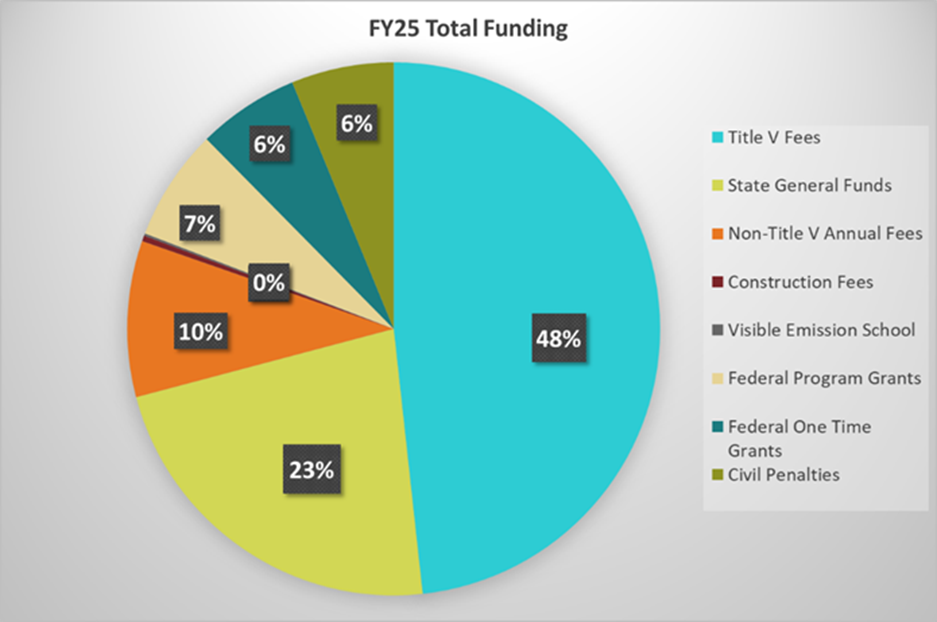 FY25 Total Funding
6%
6%
7%
0%
10%
48%
23%
Title V Fees
State General Funds
Non-Title V Annual Fees
Construction Fees
Visible Emission School
Federal Program Grants
Federal One Time
Grants
Civil Penalties